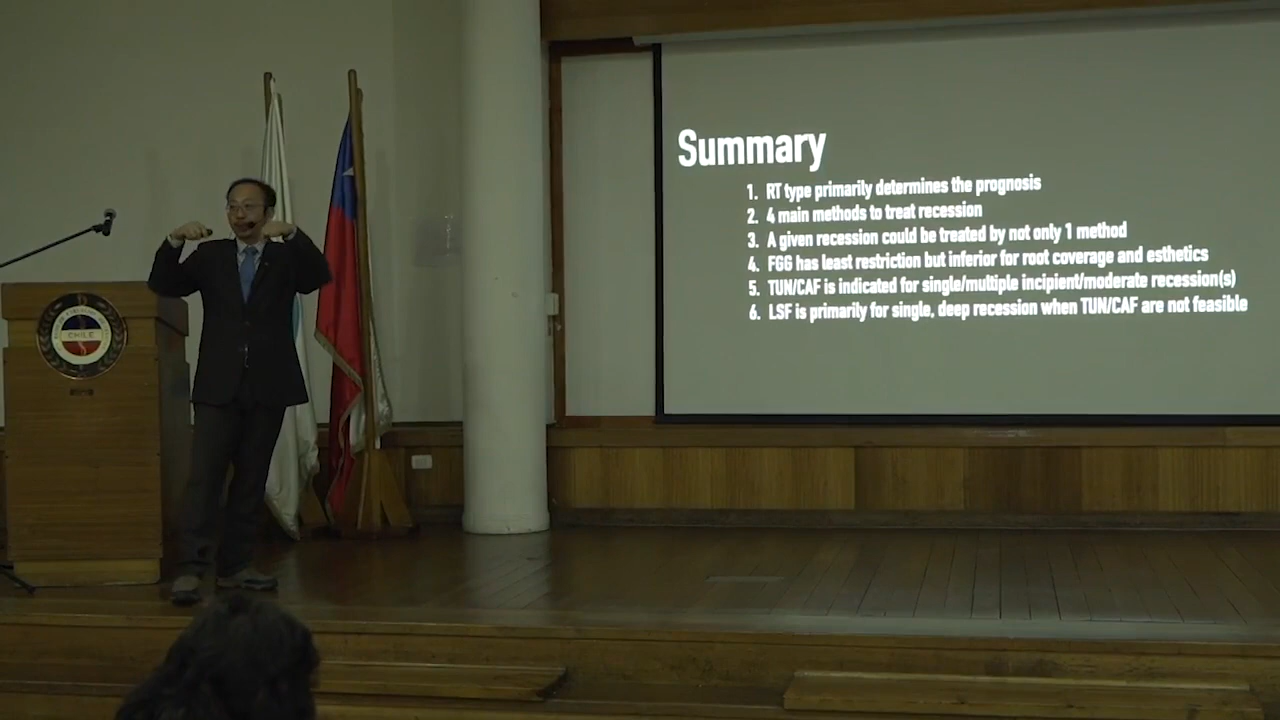 Summary
1. RT type primarily determines the prognosis
2. 4 main methods to treat recession
3. A given recession could be treated by not only 1 method
4. FGG has least restriction but inferior for root coverage and esthetics
5. TUN/CAF is indicated for single/multiple incipient/moderate recession(s)
6. LSF is primarily for single, deep recession when TUN/CAF are not feasible
CHILE